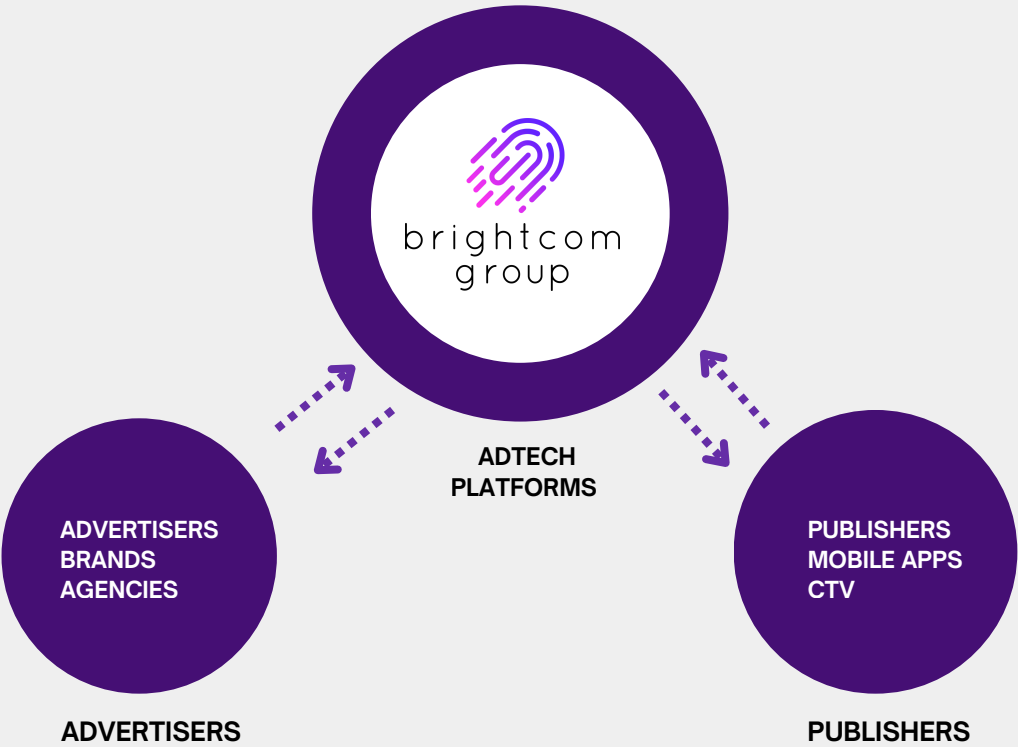 brightcom
group
ADTECH
PLATFORMS
ADVERTISERS
BRANDS
AGENCIES
ADVERTISERS
PUBLISHERS
MOBILE APPS
CTV
PUBLISHERS